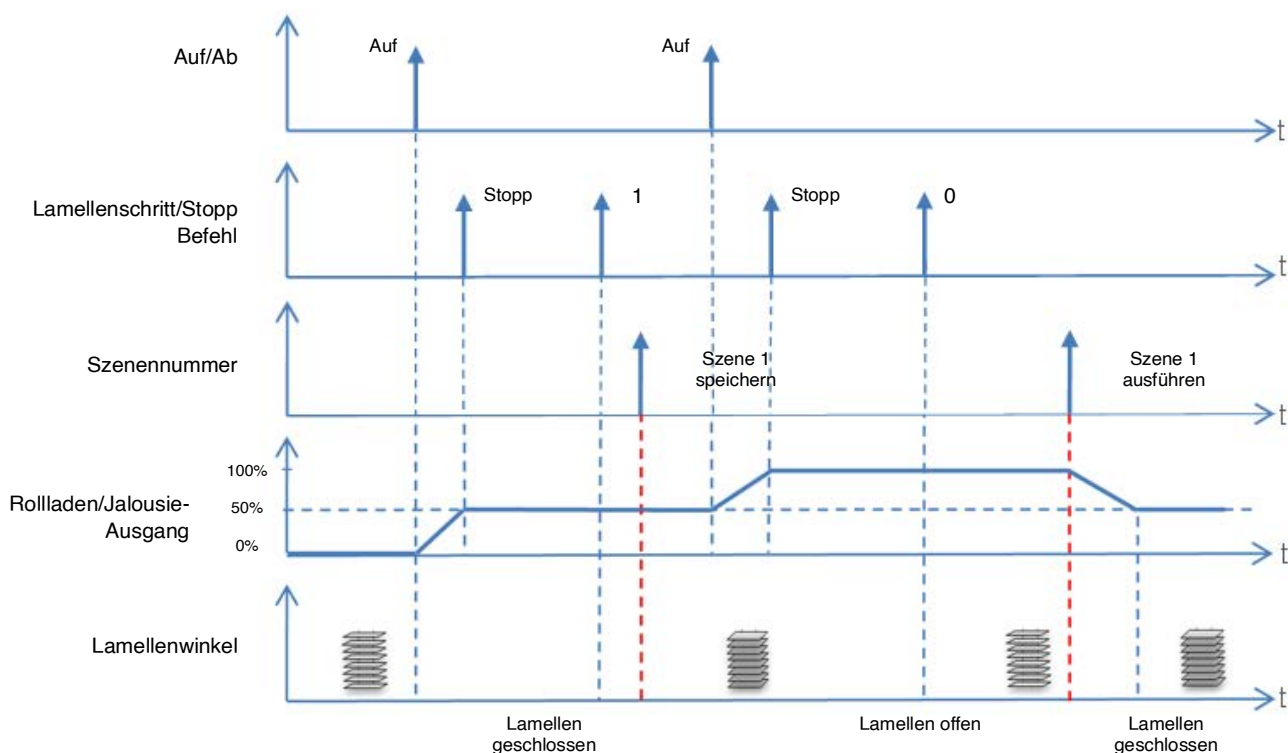 Auf/Ab
Auf
Auf
t
Lamellenschritt/Stopp
Befehl
Stopp
1
Stopp
0
t
Szenennummer
Szene 1
speichern
Szene 1
ausführen
t
Rollladen/Jalousie-
Ausgang
100%
50%
0%
t
Lamellenwinkel
t
Lamellen
geschlossen
Lamellen offen
Lamellen
geschlossen